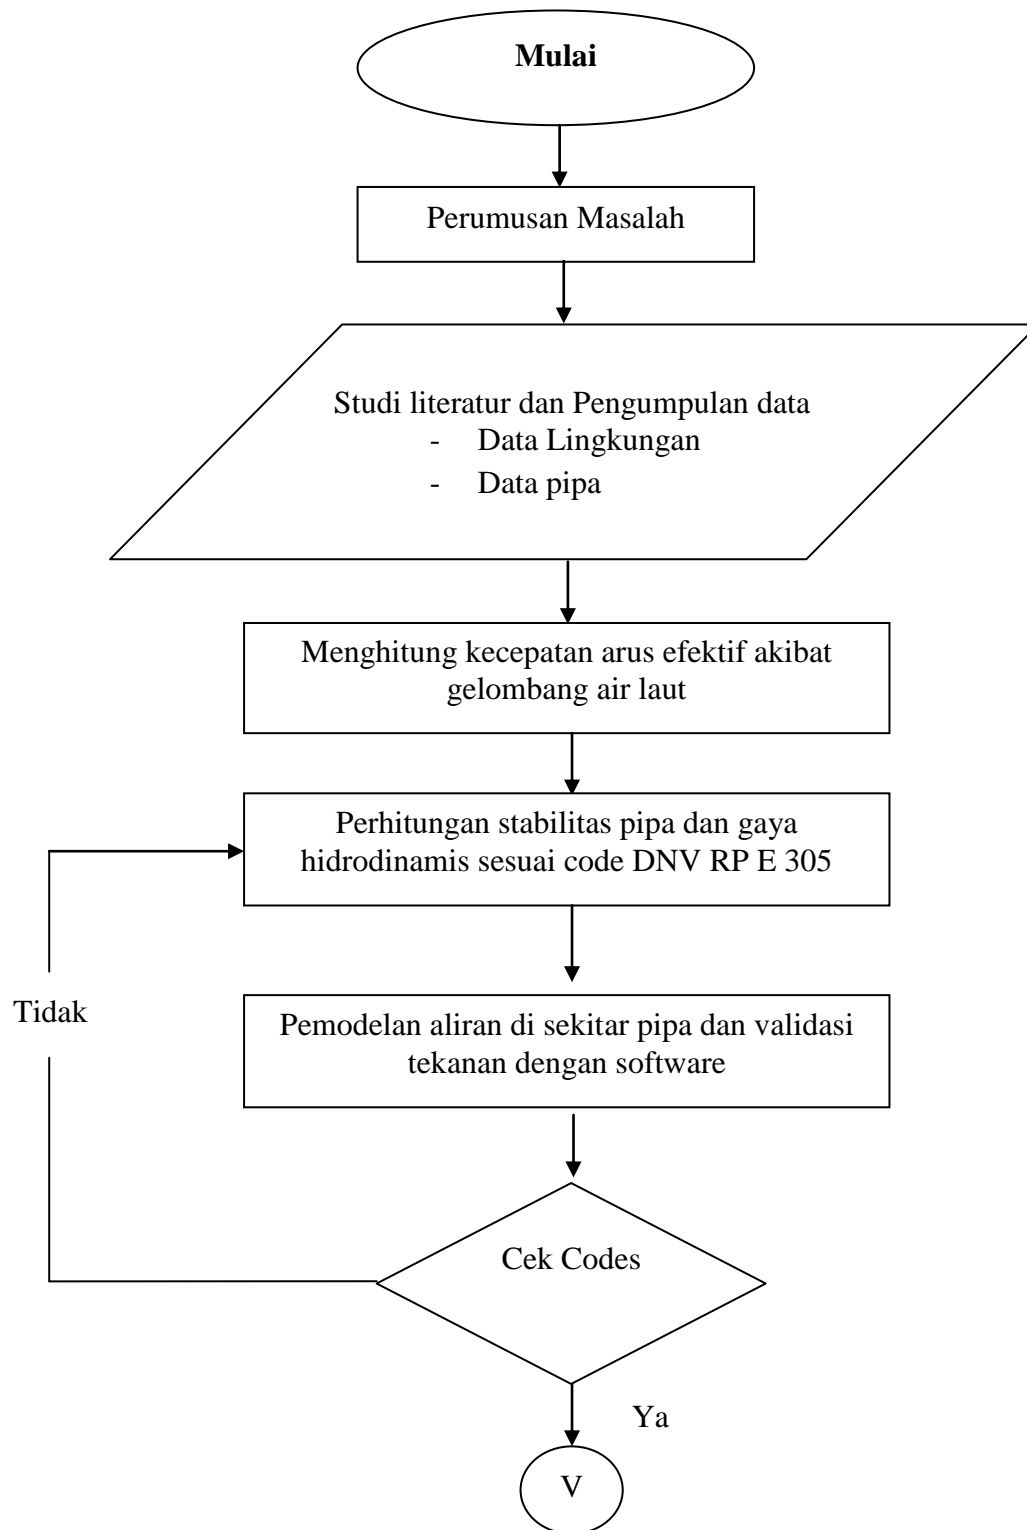 Mulai
Perumusan Masalah
Studi literatur dan Pengumpulan data
- Data Lingkungan
- Data pipa
Menghitung kecepatan arus efektif akibat
gelombang air laut
Perhitungan stabilitas pipa dan gaya
hidrodinamis sesuai code DNV RP E 305
Tidak
Pemodelan aliran di sekitar pipa dan validasi
tekanan dengan software
Cek Codes
Ya
V